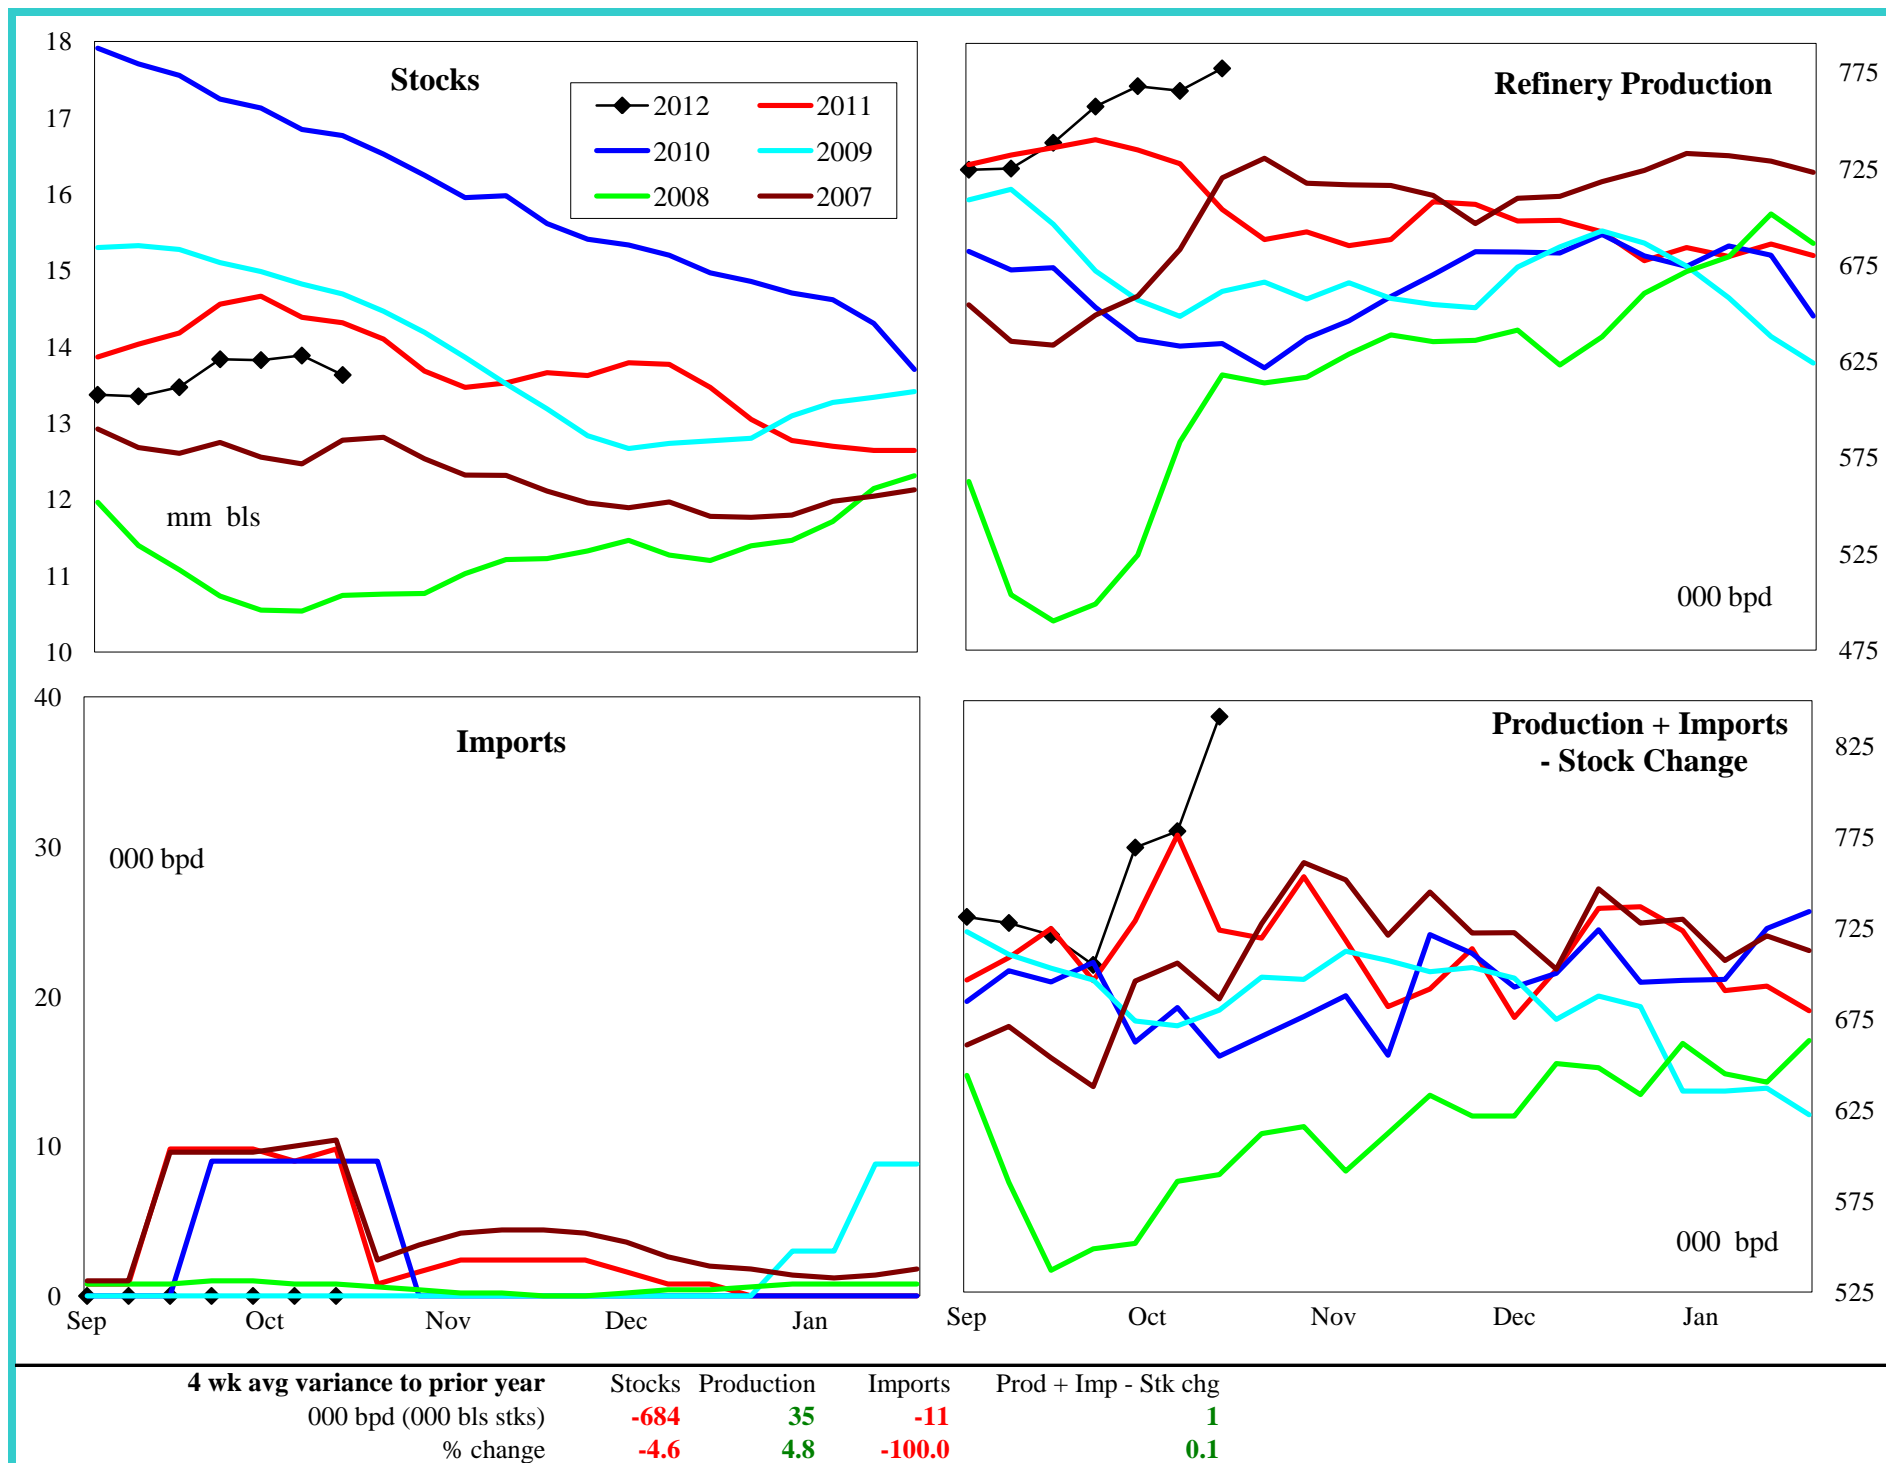 Stocks
18
17
16
15
14
13
12
11
10
2012
2011
2010
2009
2008
2007
mm bls
Refinery Production
775
725
675
625
575
525
475
000 bpd
Imports
40
30
20
10
0
000 bpd
Sep Oct Nov Dec Jan
Production + Imports
- Stock Change
825
775
725
675
625
575
525
000 bpd
Sep Oct Nov Dec Jan
4 wk avg variance to prior year Stocks Production Imports Prod + Imp - Stk chg
000 bpd (000 bls stks) -684 35 -11 1
% change -4.6 4.8 -100.0 0.1